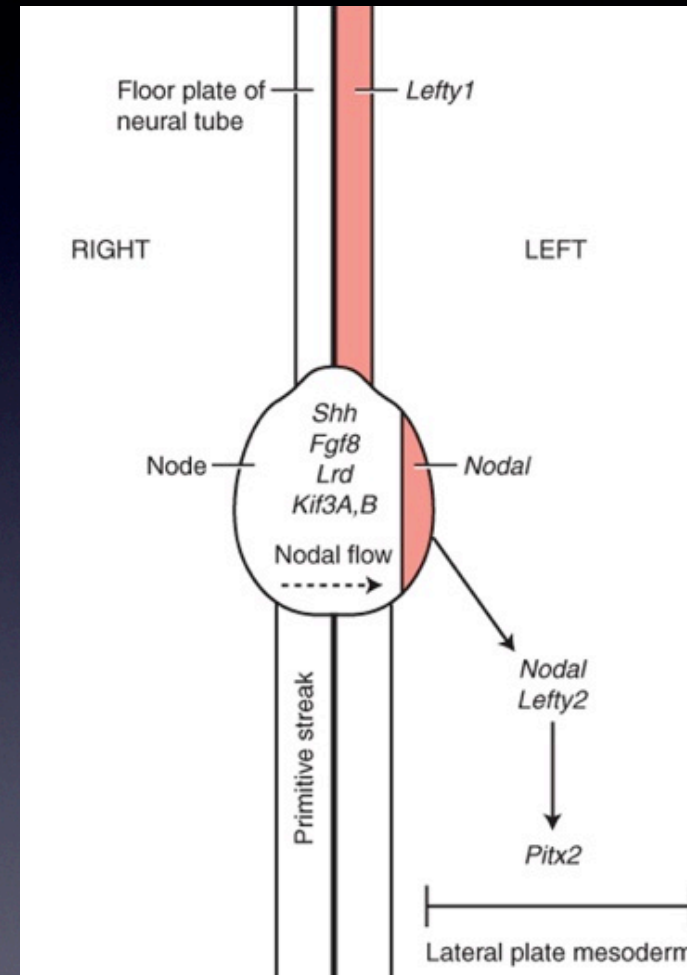 Floor plate of
neural tube
Lefty1
RIGHT
LEFT
Shh
Fgf8
Lrd
Kif3A,B
Node
Nodal
Nodal flow
Nodal
Lefty2
Primitive streak
Pitx2
Lateral plate mesoderm